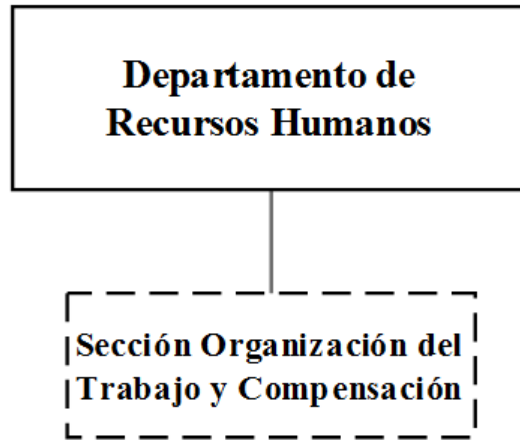 Departamento de
Recursos Humanos
Sección Organización del
Trabajo y Compensación